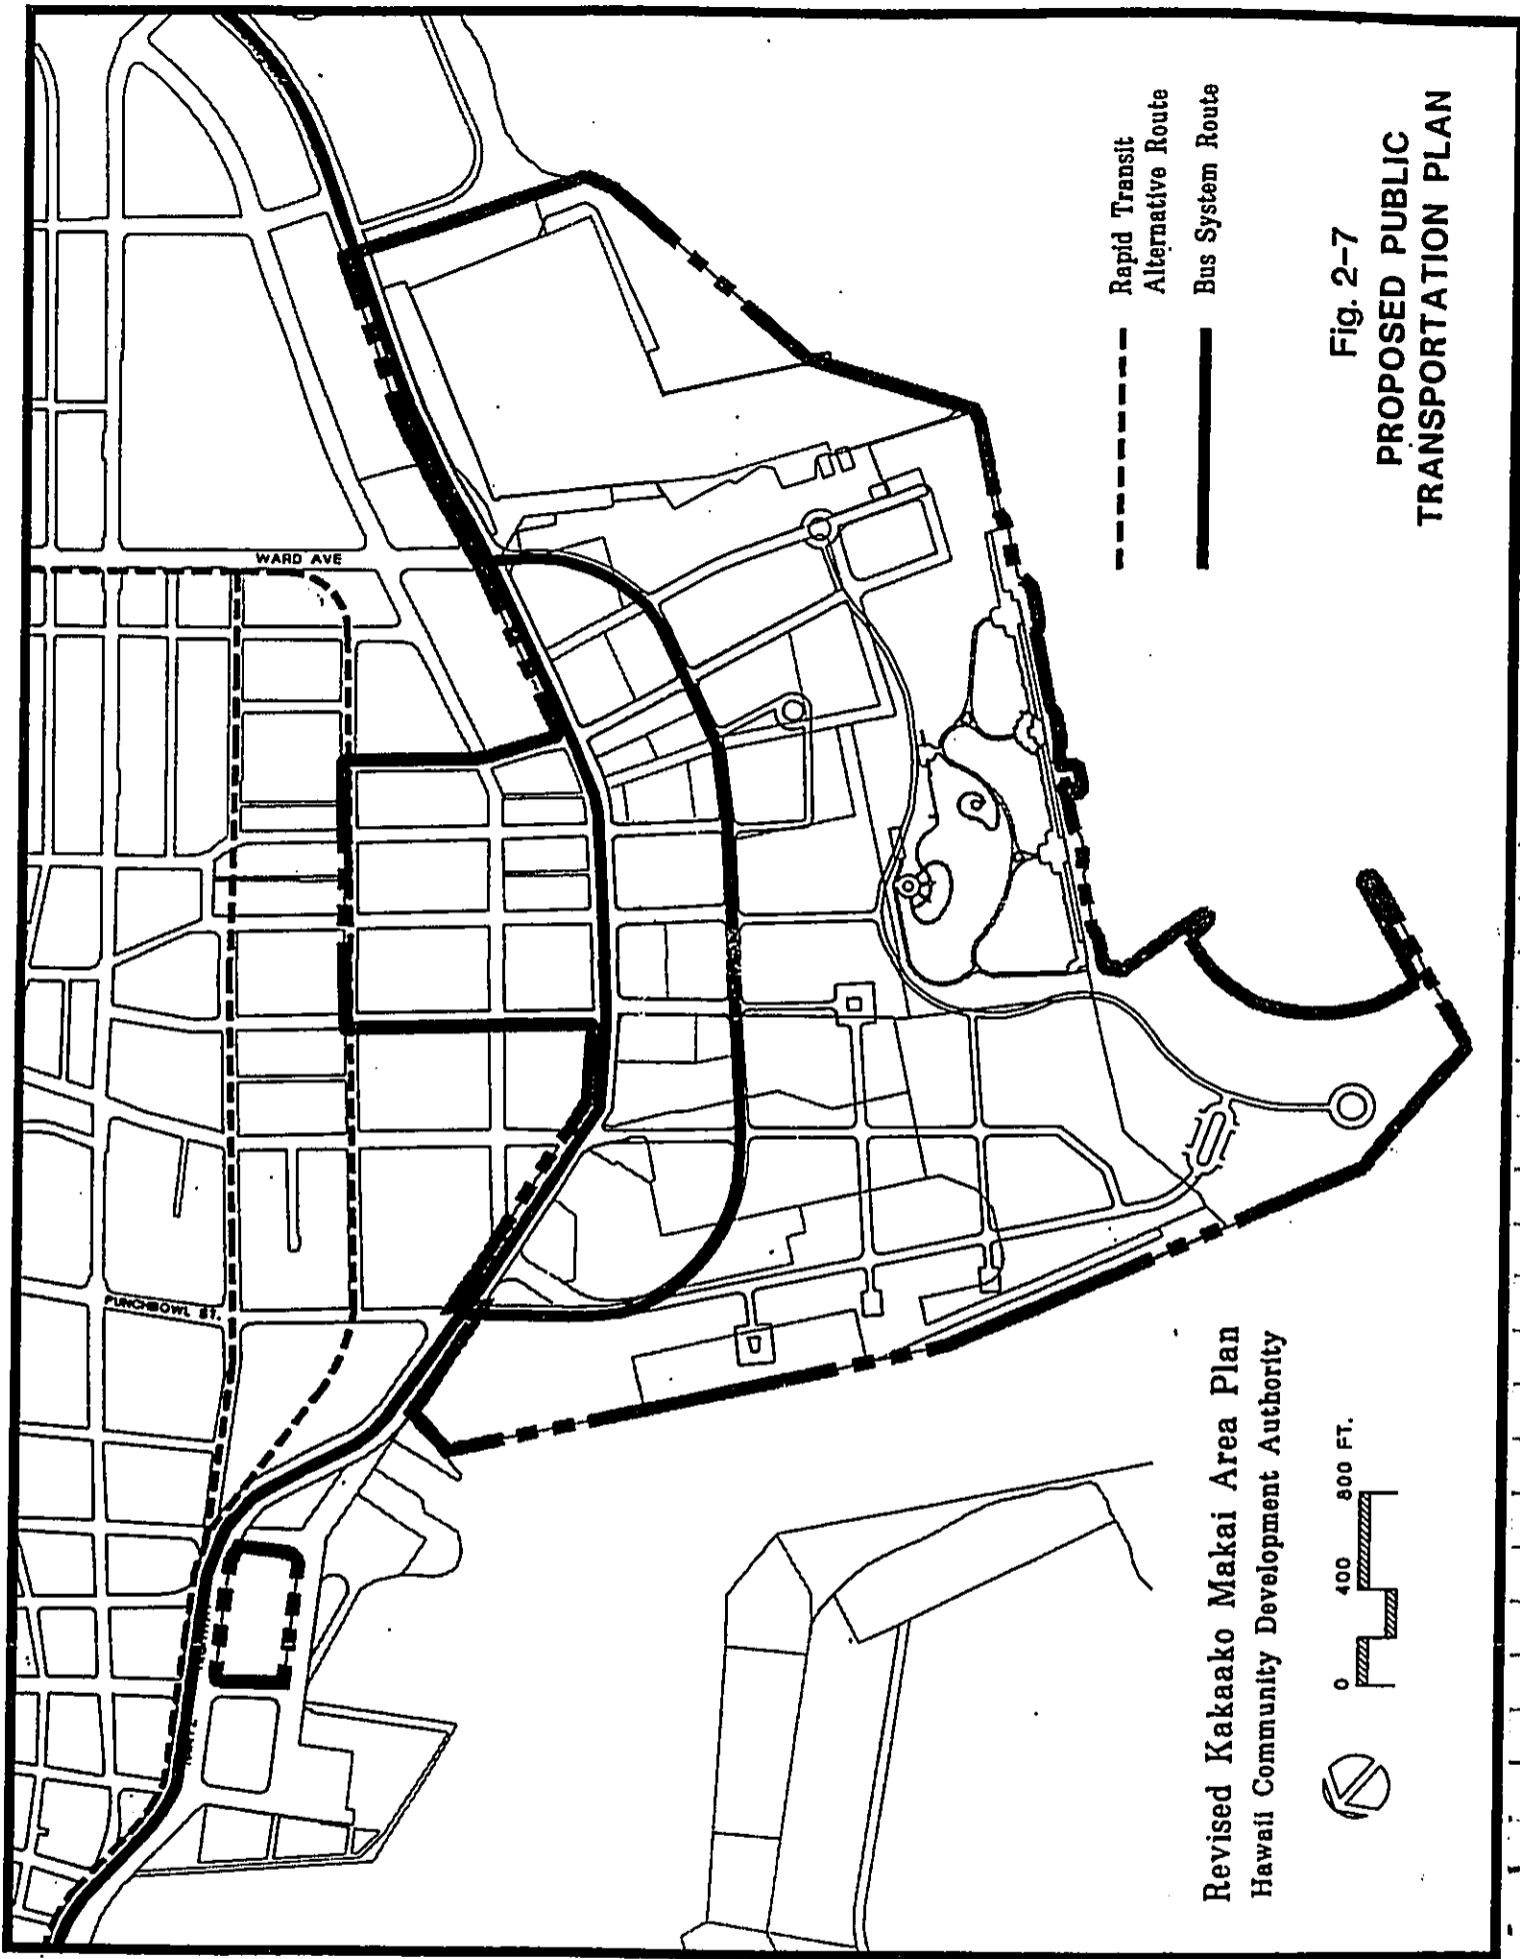 WARD AVE
PUNCHBOWL ST.
Rapid Transit
Alternative Route
Bus System Route
Fig. 2-7
PROPOSED PUBLIC
TRANSPORTATION PLAN
Revised Kakaako Makai Area Plan
Hawaii Community Development Authority
0 400 800 FT.